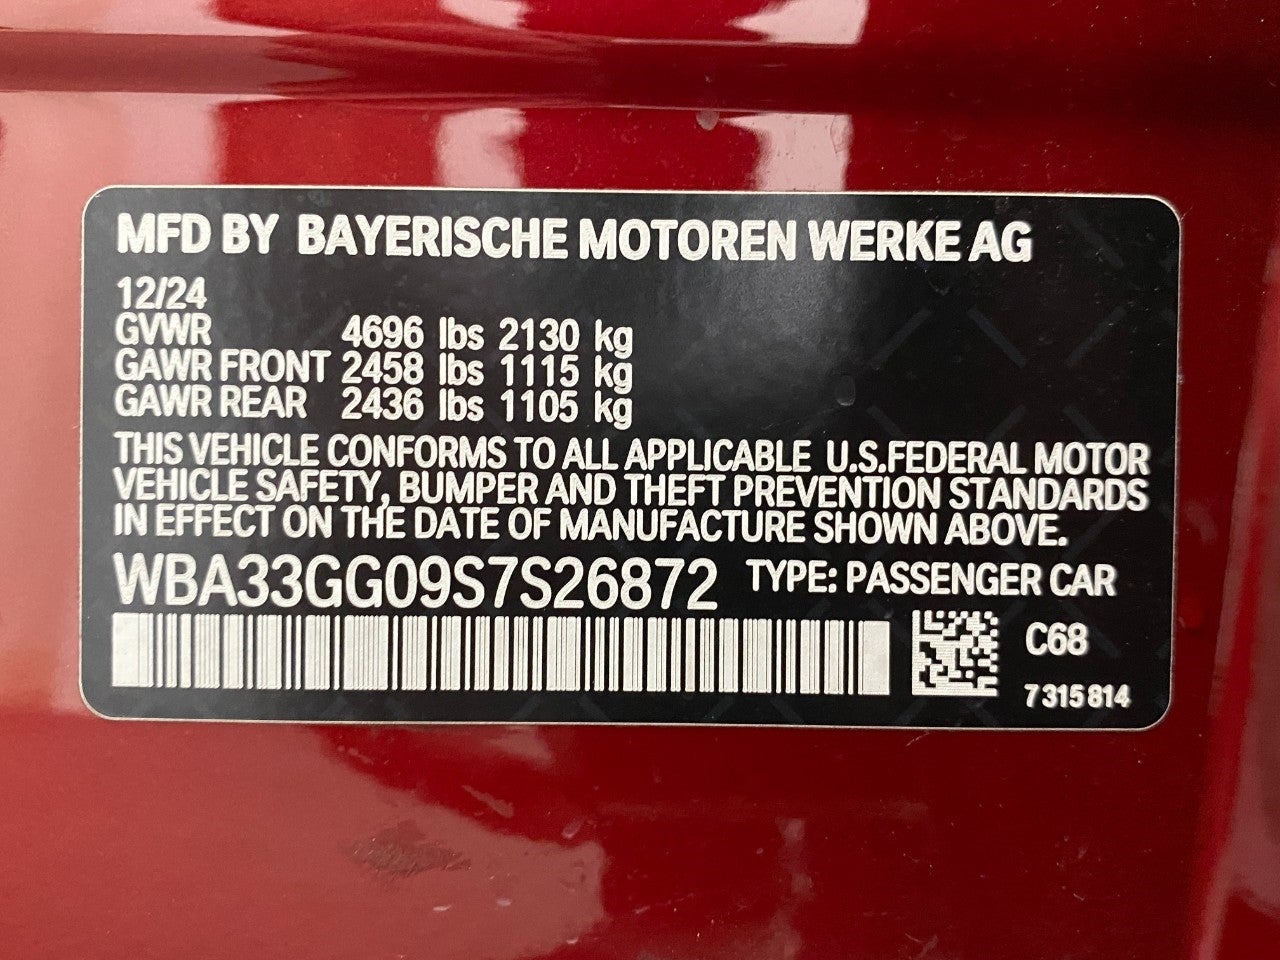 MFD BY BAYERISCHE MOTOREN WERKE AG
12/24
GVWR 4696 lbs 2130 kg
GAWR FRONT 2458 lbs 1115 kg
GAWR REAR 2436 lbs 1105 kg
THIS VEHICLE CONFORMS TO ALL APPLICABLE U.S.FEDERAL MOTOR
VEHICLE SAFETY, BUMPER AND THEFT PREVENTION STANDARDS
IN EFFECT ON THE DATE OF MANUFACTURE SHOWN ABOVE.
WBA33GG09S7S26872 TYPE: PASSENGER CAR
C68
7 315 814